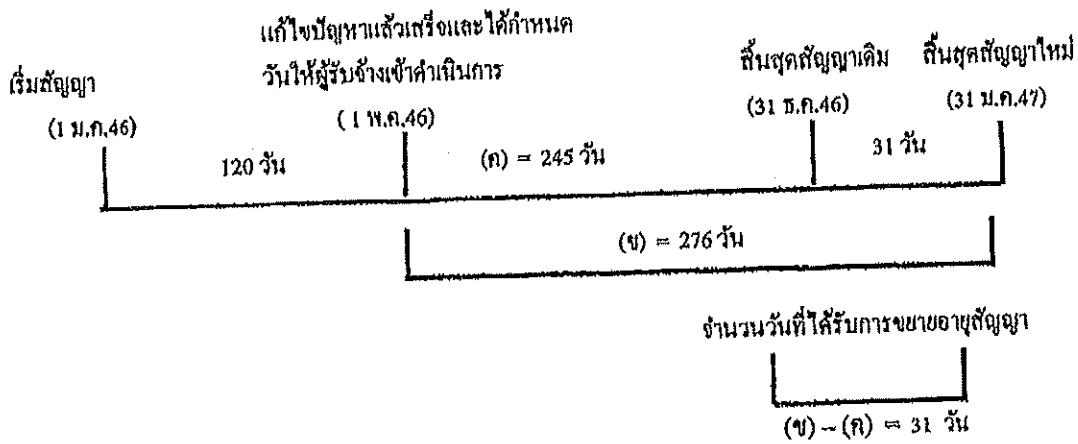 แก้ไขปัญหาแล้วเสร็จและได้กำหนด
วันให้ผู้รับจ้างเข้าดำเนินการ
(1 พ.ค.46)
เริ่มสัญญา
(1 ม.ค.46)
สิ้นสุดสัญญาเดิม
(31 ธ.ค.46)
สิ้นสุดสัญญาใหม่
(31 ม.ค.47)
120 วัน
(ค) = 245 วัน
31 วัน
(ข) = 276 วัน
จำนวนวันที่ได้รับการขยายอายุสัญญา
(ข) - (ค) = 31 วัน